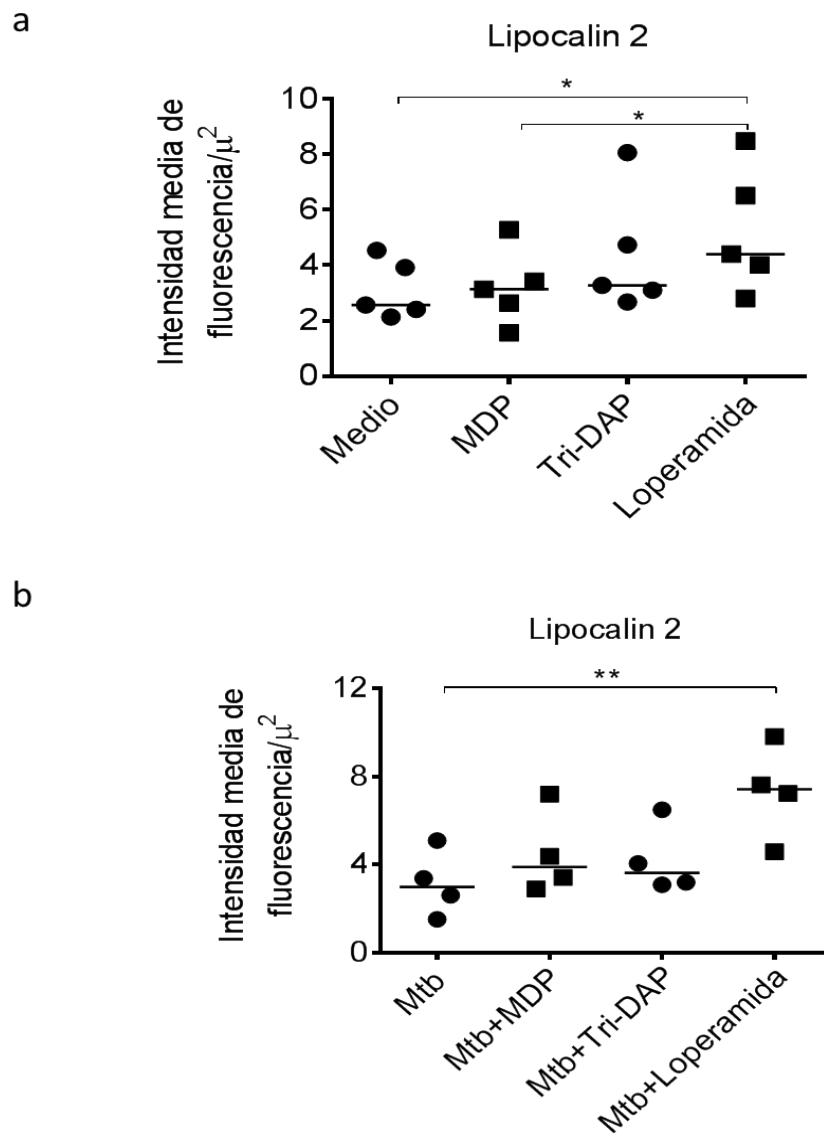 a
Lipocalin 2
Intensidad media de
fluorescencia/μ²
*
*
10
8
6
4
2
0
Medio
MDP
Tri-DAP
Loperamida
b
Lipocalin 2
Intensidad media de
fluorescencia/μ²
**
12
8
4
0
Mtb
Mtb+MDP
Mtb+Tri-DAP
Mtb+Loperamida